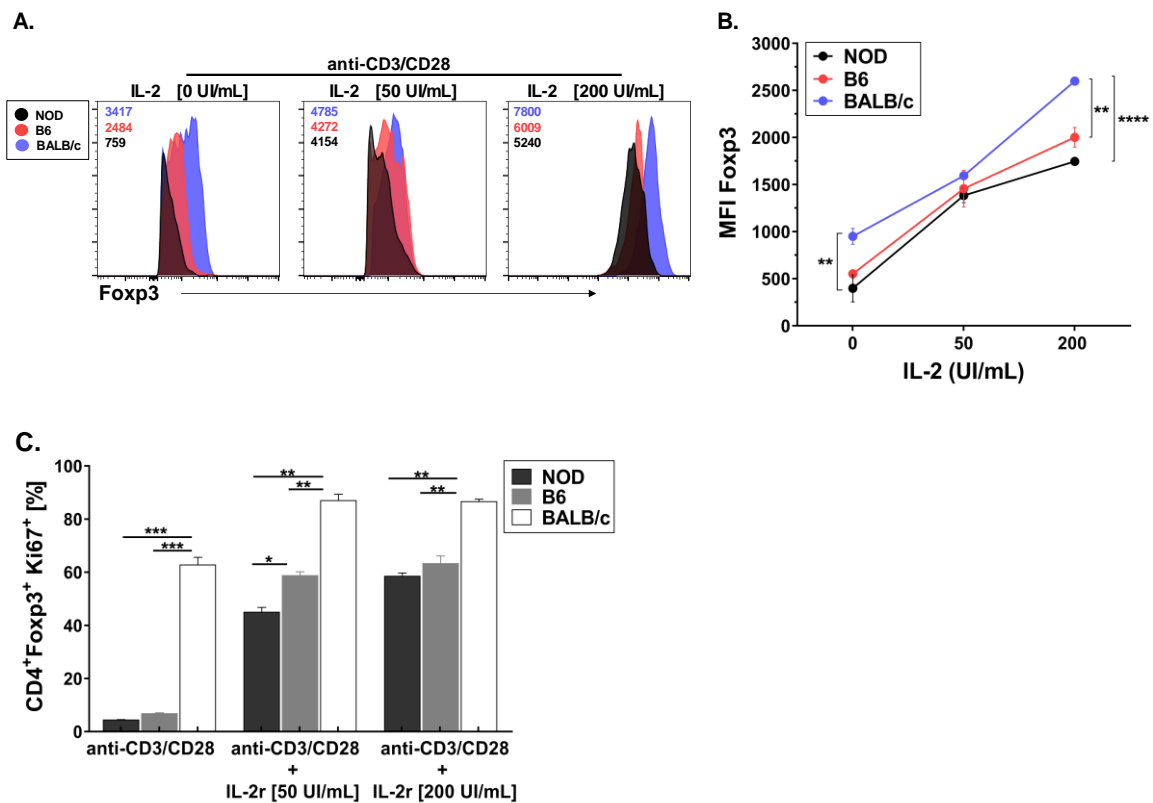 A.
anti-CD3/CD28
IL-2 [0 UI/mL]
IL-2 [50 UI/mL]
IL-2 [200 UI/mL]
NOD
B6
BALB/c
3417
2484
759
4785
4272
4154
7800
6009
5240
Foxp3
B.
3000
2500
2000
1500
1000
500
0
MFI Foxp3
NOD
B6
BALB/c
**
**
****
0
50
200
IL-2 (UI/mL)
C.
100
80
60
40
20
0
CD4+Foxp3+ Ki67+ [%]
***
***
**
**
*
**
**
NOD
B6
BALB/c
anti-CD3/CD28
anti-CD3/CD28
+
IL-2r [50 UI/mL]
anti-CD3/CD28
+
IL-2r [200 UI/mL]